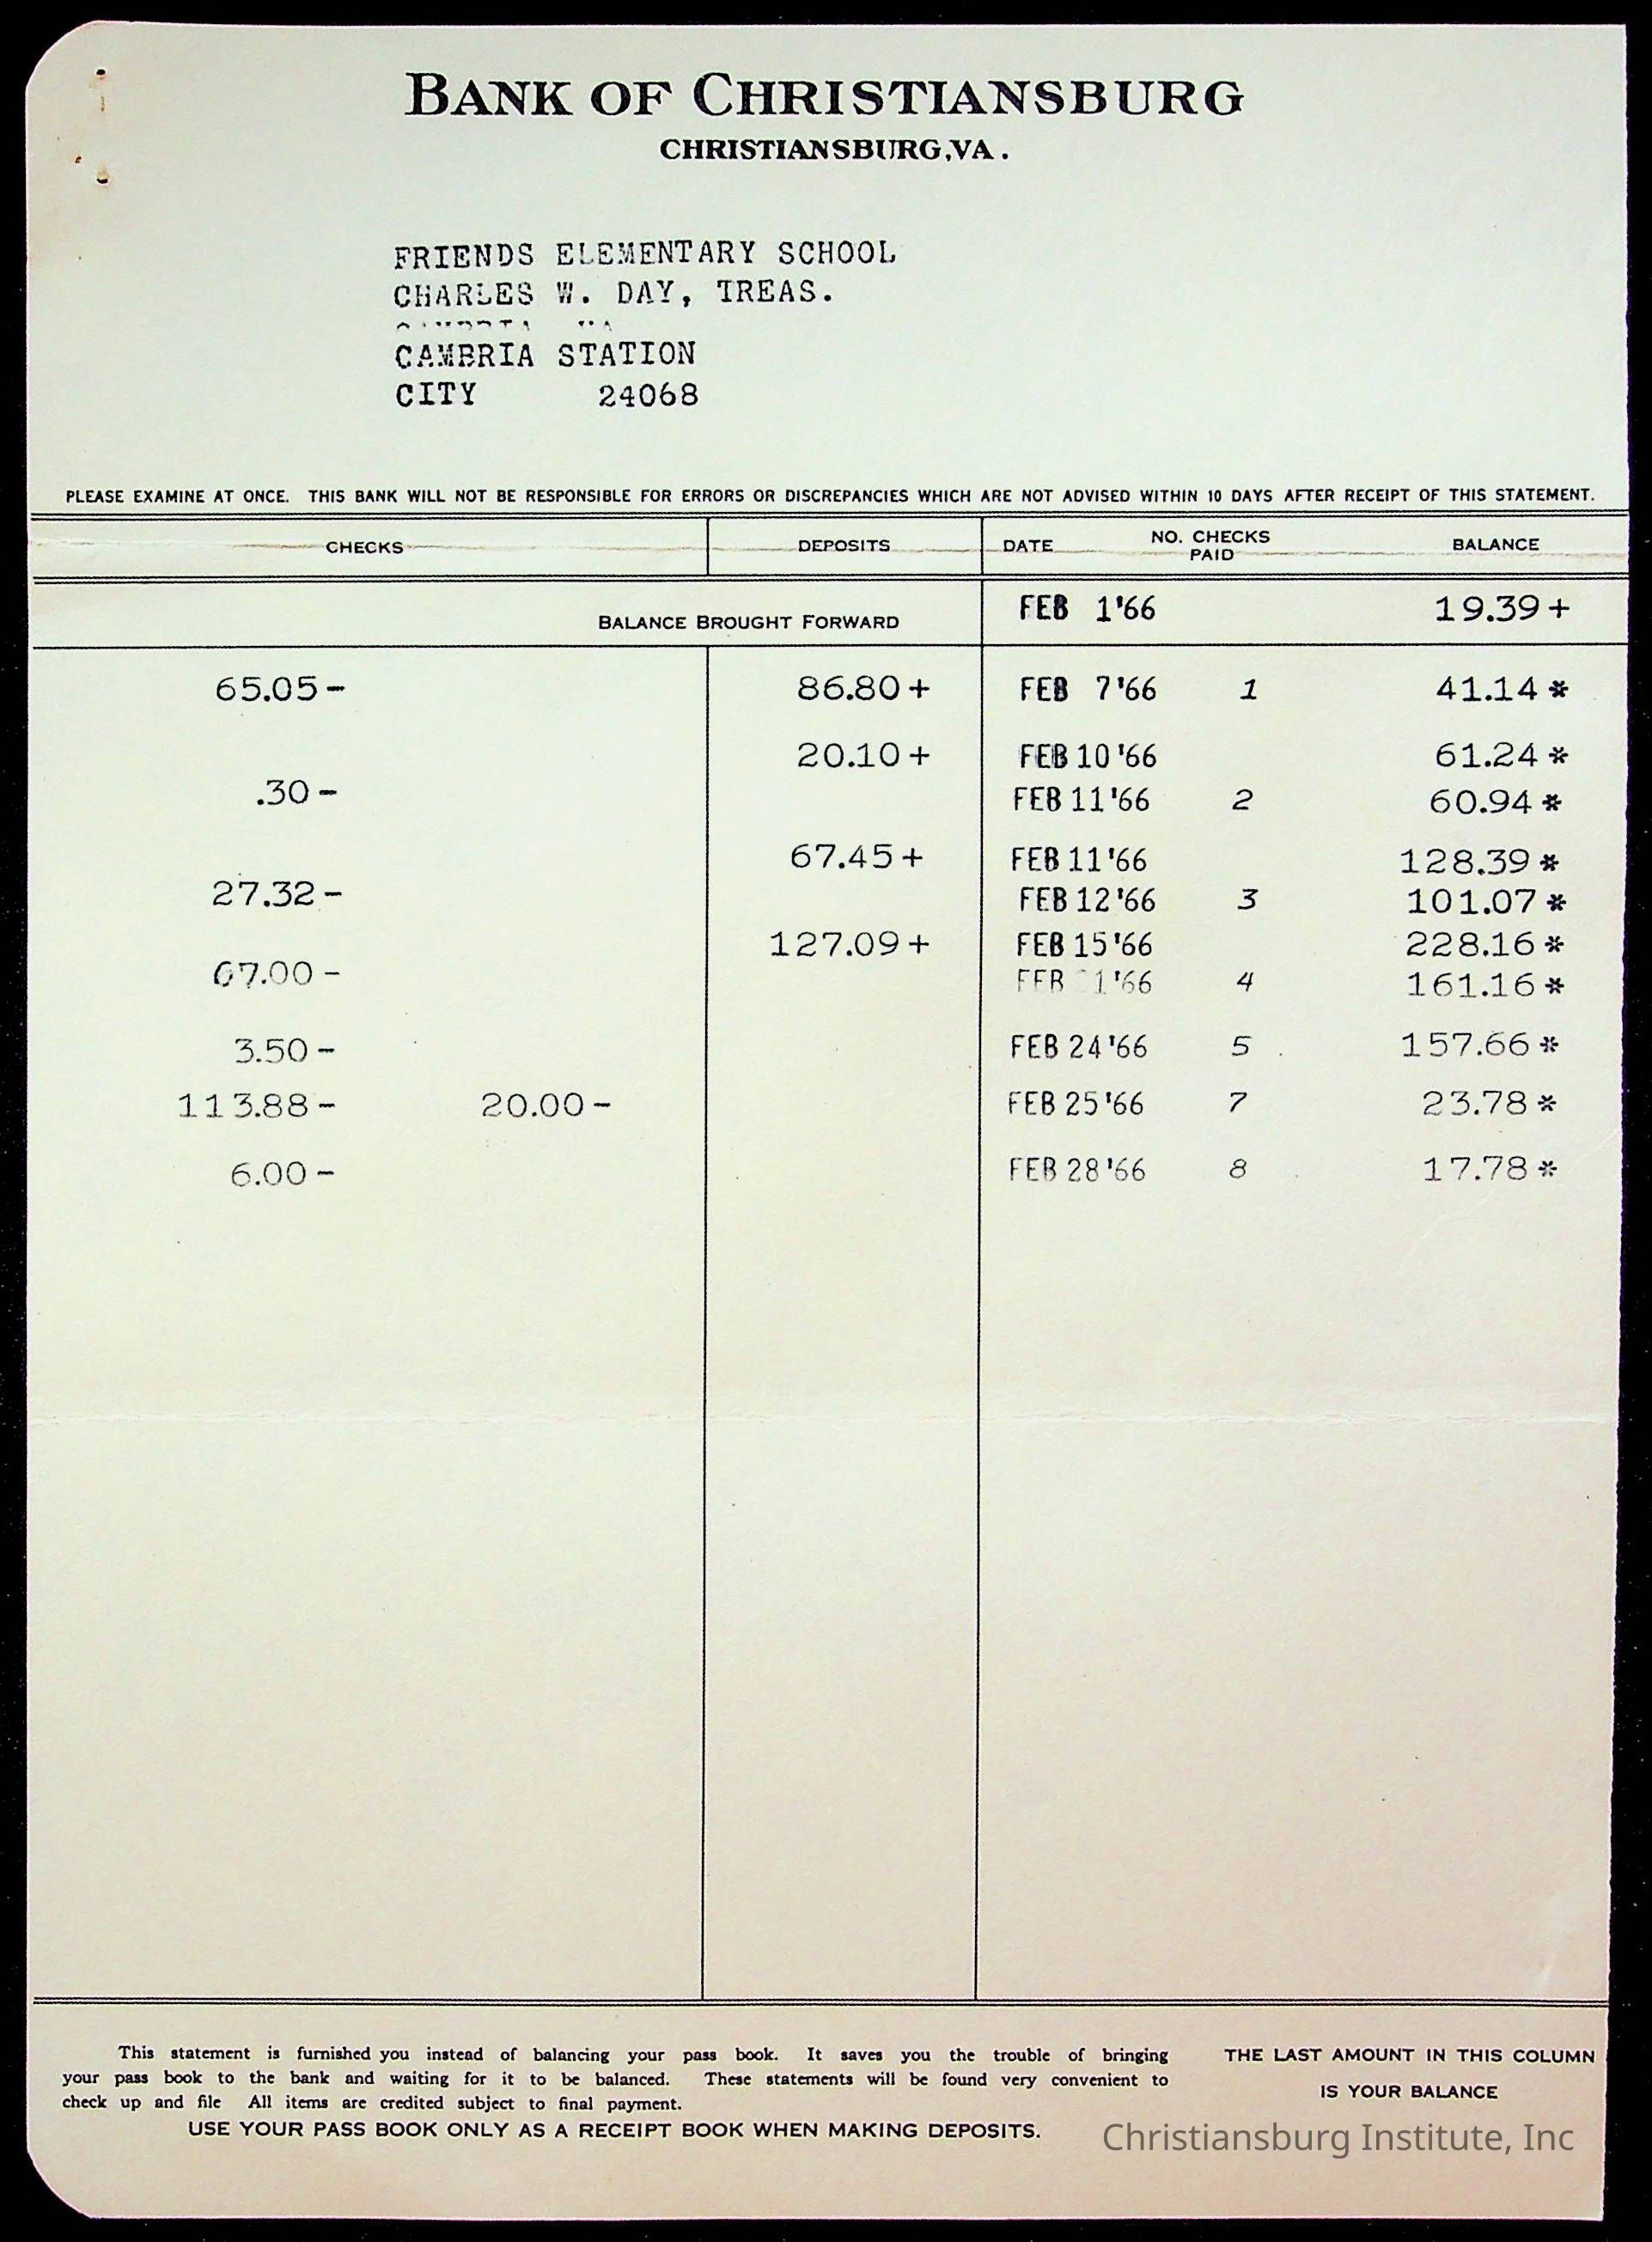 BANK OF CHRISTIANSBURG
CHRISTIANSBURG, VA.
FRIENDS ELEMENTARY SCHOOL
CHARLES W. DAY, TREAS.
CAMBRIA STATION
CITY 24068
PLEASE EXAMINE AT ONCE. THIS BANK WILL NOT BE RESPONSIBLE FOR ERRORS OR DISCREPANCIES WHICH ARE NOT ADVISED WITHIN 10 DAYS AFTER RECEIPT OF THIS STATEMENT.
CHECKS DEPOSITS DATE NO. CHECKS PAID BALANCE
BALANCE BROUGHT FORWARD FEB 1'66 19.39+
65.05- 86.80+ FEB 7'66 1 41.14*
20.10+ FEB 10'66 61.24*
.30- FEB 11'66 2 60.94*
67.45+ FEB 11'66 128.39*
27.32- FEB 12'66 3 101.07*
127.09+ FEB 15'66 228.16*
67.00- FEB 1'66 4 161.16*
3.50- FEB 24'66 5 157.66*
113.88- 20.00- FEB 25'66 7 23.78*
6.00- FEB 28'66 8 17.78*
This statement is furnished you instead of balancing your pass book. It saves you the trouble of bringing
your pass book to the bank and waiting for it to be balanced. These statements will be found very convenient to
check up and file All items are credited subject to final payment.
USE YOUR PASS BOOK ONLY AS A RECEIPT BOOK WHEN MAKING DEPOSITS.
THE LAST AMOUNT IN THIS COLUMN
IS YOUR BALANCE
Christiansburg Institute, Inc